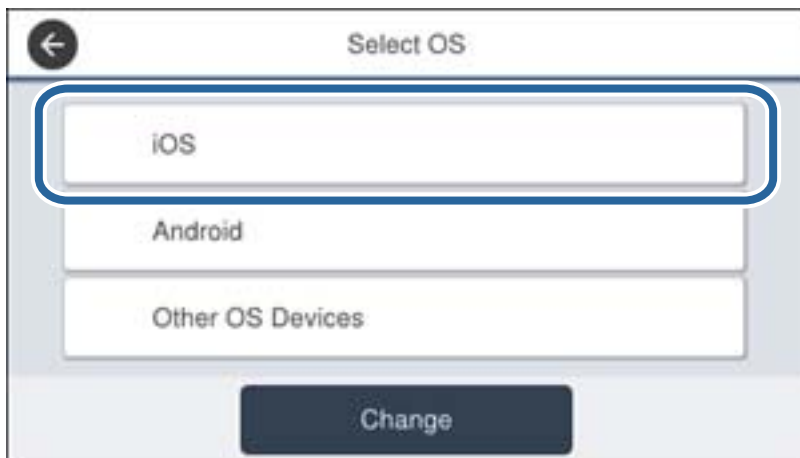 Select OS
iOS
Android
Other OS Devices
Change